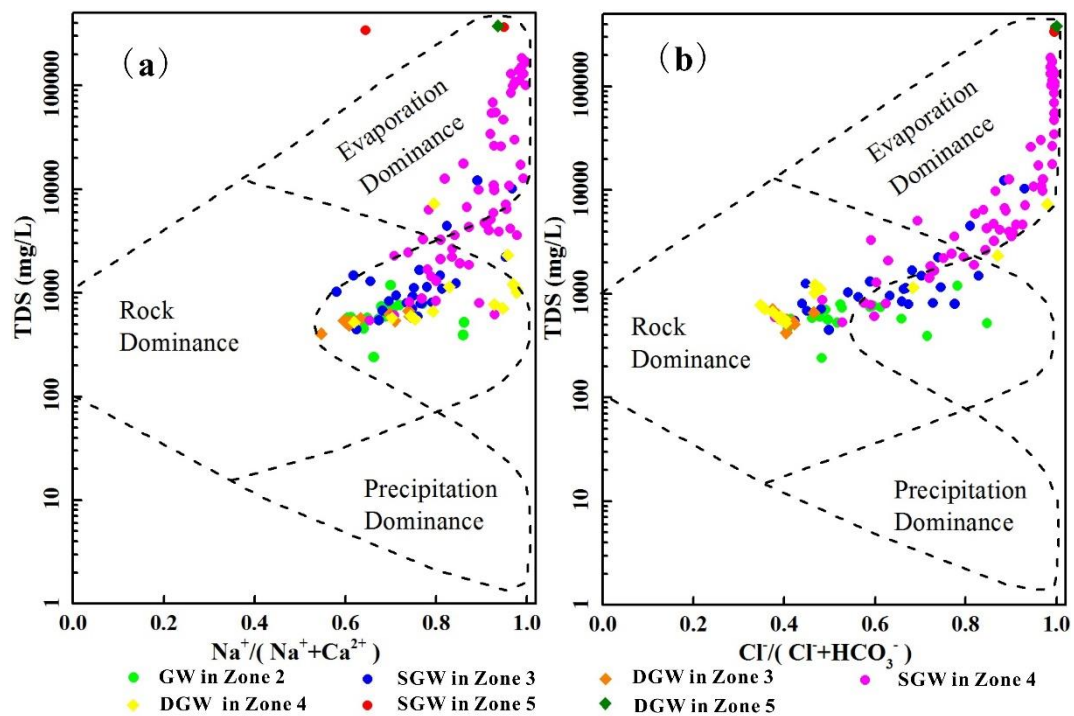 (a)
(b)
TDS (mg/L)
100000
10000
1000
100
10
1
Evaporation
Dominance
Rock
Dominance
Precipitation
Dominance
0.0 0.2 0.4 0.6 0.8 1.0
Na⁺/( Na⁺+Ca²⁺ )
TDS (mg/L)
100000
10000
1000
100
10
1
Evaporation
Dominance
Rock
Dominance
Precipitation
Dominance
0.0 0.2 0.4 0.6 0.8 1.0
Cl⁻/( Cl⁻+HCO₃⁻ )
GW in Zone 2 SGW in Zone 3 DGW in Zone 3 SGW in Zone 4
DGW in Zone 4 SGW in Zone 5 DGW in Zone 5